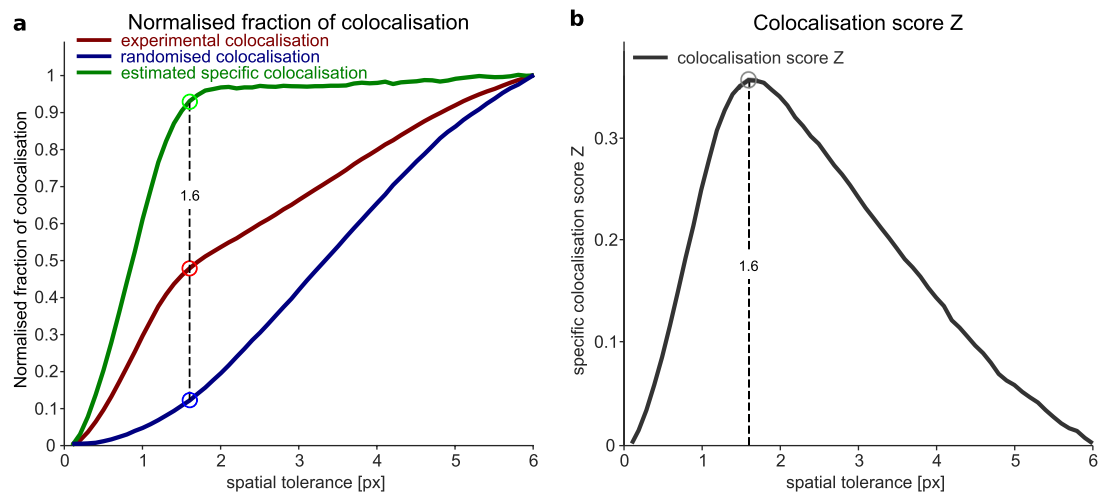 a
Normalised fraction of colocalisation
experimental colocalisation
randomised colocalisation
estimated specific colocalisation
Normalised fraction of colocalisation
1
0.9
0.8
0.7
0.6
0.5
0.4
0.3
0.2
0.1
0
1.6
0 1 2 3 4 5 6
spatial tolerance [px]
b
Colocalisation score Z
colocalisation score Z
specific colocalisation score Z
0.3
0.2
0.1
0
1.6
0 1 2 3 4 5 6
spatial tolerance [px]